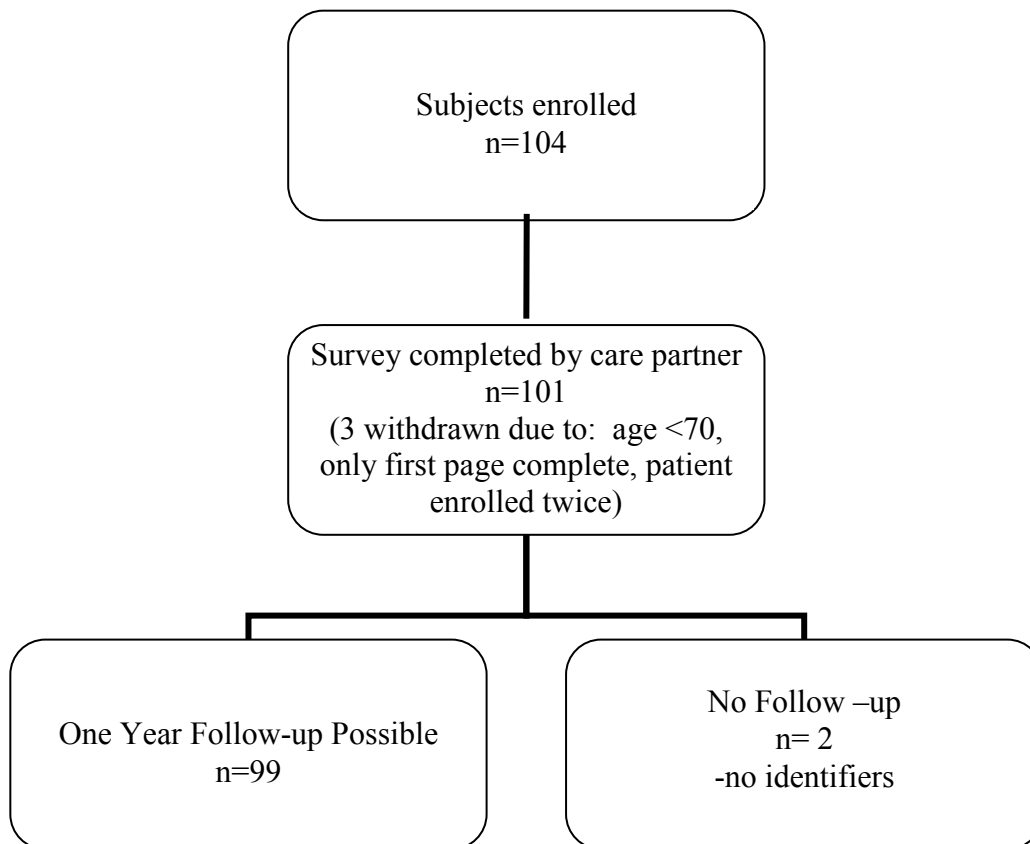 Subjects enrolled
n=104
Survey completed by care partner
n=101
(3 withdrawn due to:  age <70,
only first page complete, patient
enrolled twice)
One Year Follow-up Possible
n=99
No Follow –up
n= 2
-no identifiers